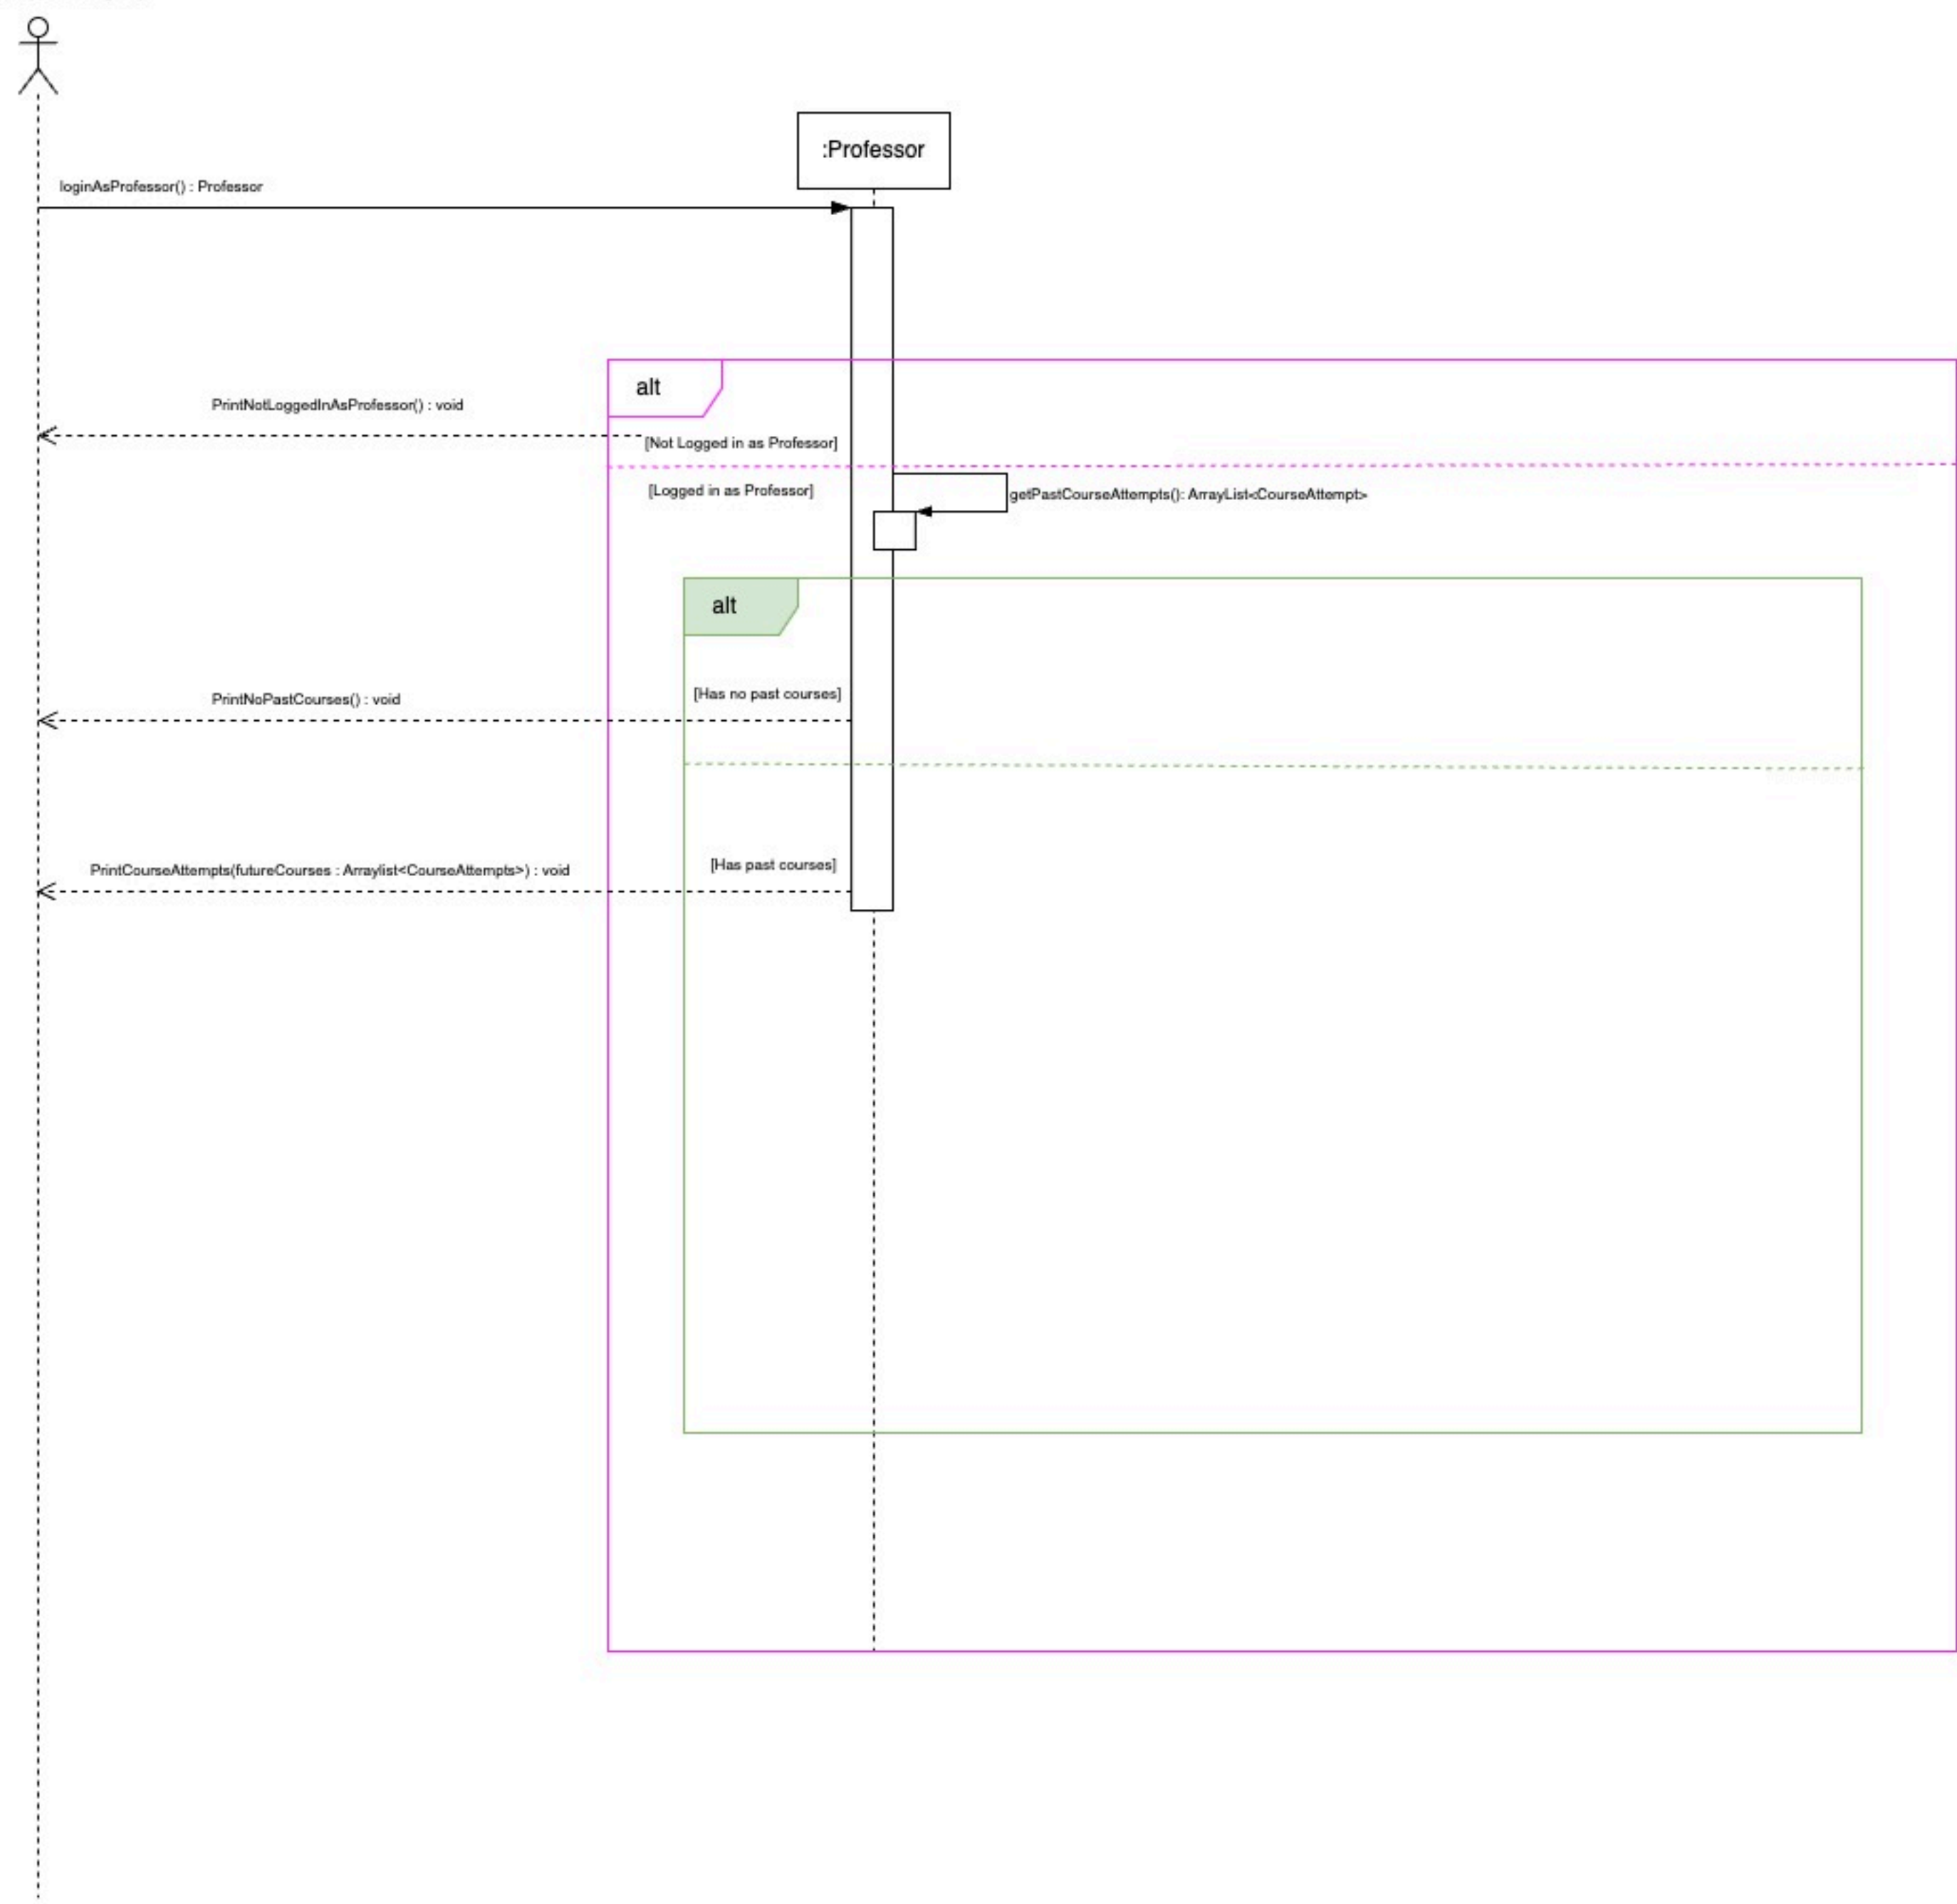 :Professor
loginAsProfessor() : Professor
alt
PrintNotLoggedInAsProfessor() : void
[Not Logged in as Professor]
[Logged in as Professor]
getPastCourseAttempts(): ArrayList<CourseAttempt>
alt
PrintNoPastCourses() : void
[Has no past courses]
PrintCourseAttempts(futureCourses : Arraylist<CourseAttempts>) : void
[Has past courses]